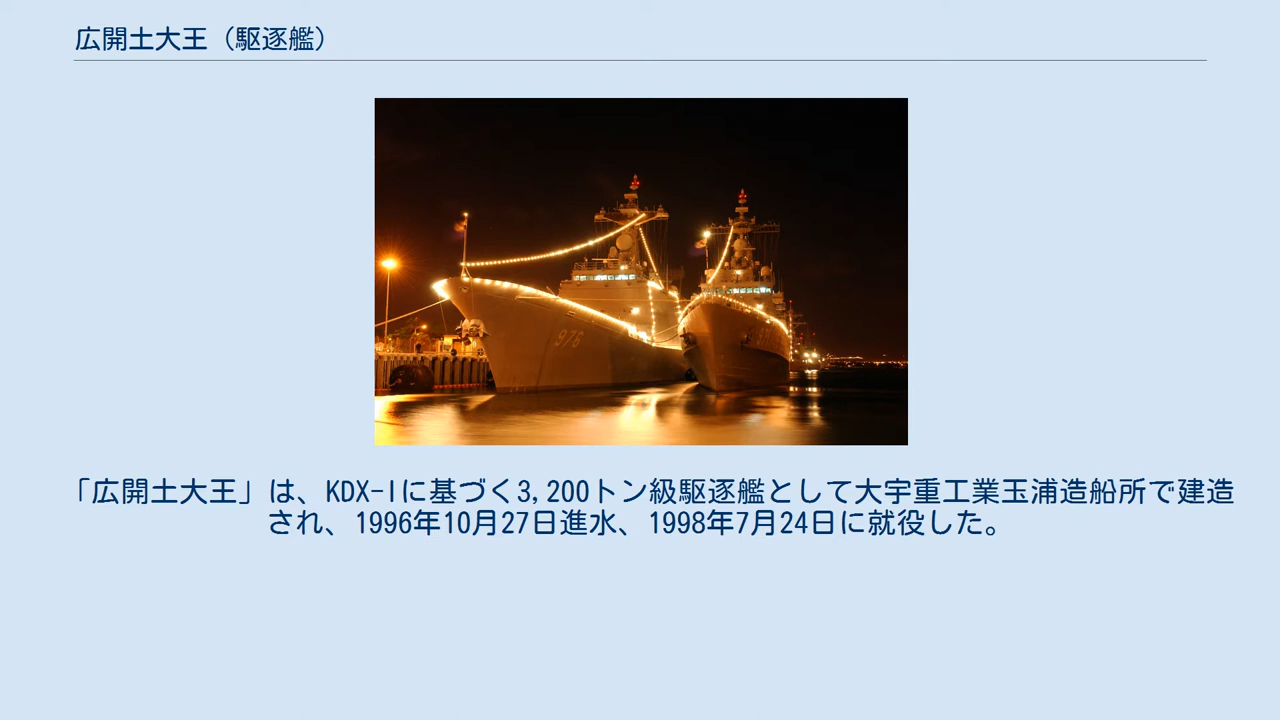 広開土大王（駆逐艦）
976
「広開土大王」は、KDX-Iに基づく3,200トン級駆逐艦として大宇重工業玉浦造船所で建造
され、1996年10月27日進水、1998年7月24日に就役した。